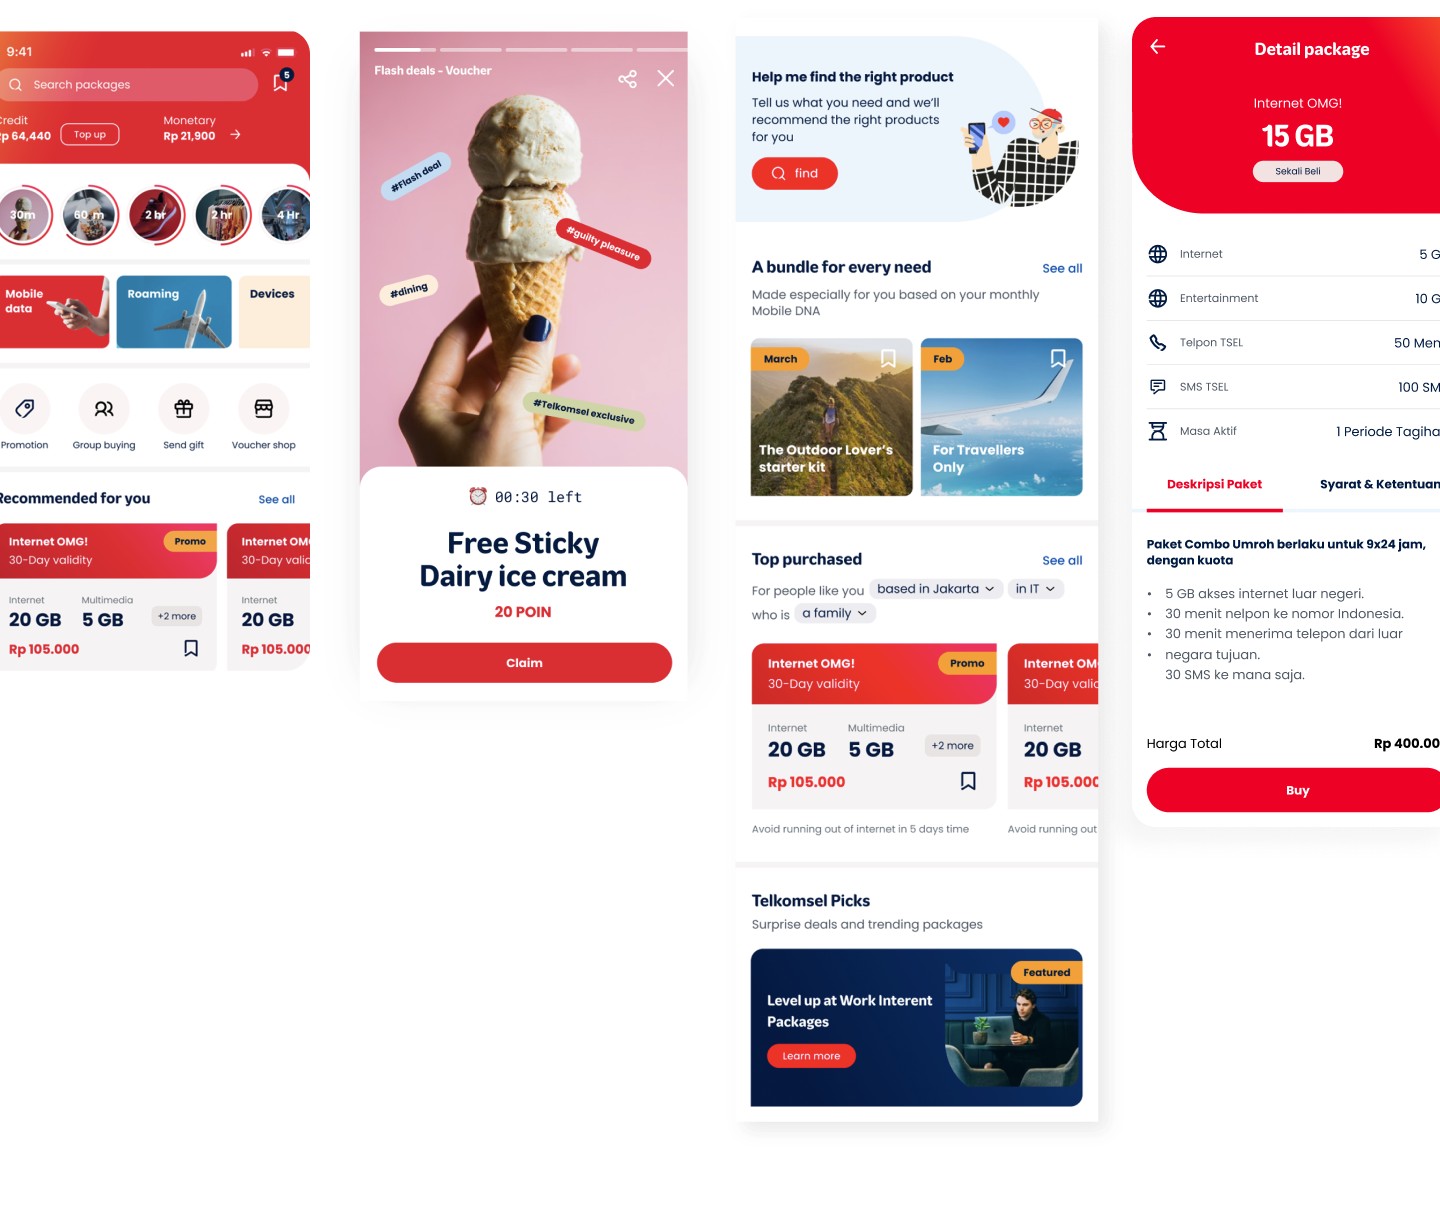 9:41
Search packages
5
Credit
Rp 64,440
Top up
Monetary
Rp 21,900
30m
60 m
2 hr
2 hr
4 Hr
Mobile
data
Roaming
Devices
Promotion
Group buying
Send gift
Voucher shop
Recommended for you
See all
Internet OMG!
Promo
30-Day validity
Internet
Multimedia
20 GB
5 GB
+2 more
Rp 105.000
Internet OM
30-Day valid
Internet
20 GB
Rp 105.000
Flash deals - Voucher
#Flash deal
#guilty pleasure
#dining
#Telkomsel exclusive
00:30 left
Free Sticky
Dairy ice cream
20 POIN
Claim
Help me find the right product
Tell us what you need and we'll
recommend the right products
for you
find
A bundle for every need
See all
Made especially for you based on your monthly
Mobile DNA
March
The Outdoor Lover's
starter kit
Feb
For Travellers
Only
Top purchased
See all
For people like you based in Jakarta in IT
who is a family
Internet OMG!
Promo
30-Day validity
Internet
Multimedia
20 GB
5 GB
+2 more
Rp 105.000
Avoid running out of internet in 5 days time
Internet OM
30-Day valid
Internet
20 GB
Rp 105.000
Avoid running out
Telkomsel Picks
Surprise deals and trending packages
Featured
Level up at Work Interent
Packages
Learn more
Detail package
Internet OMG!
15 GB
Sekali Beli
Internet 5 G
Entertainment 10 G
Telpon TSEL 50 Men
SMS TSEL 100 SM
Masa Aktif 1 Periode Tagiha
Deskripsi Paket
Syarat & Ketentuan
Paket Combo Umroh berlaku untuk 9x24 jam,
dengan kuota
• 5 GB akses internet luar negeri.
• 30 menit nelpon ke nomor Indonesia.
• 30 menit menerima telepon dari luar
• negara tujuan.
30 SMS ke mana saja.
Harga Total Rp 400.00
Buy